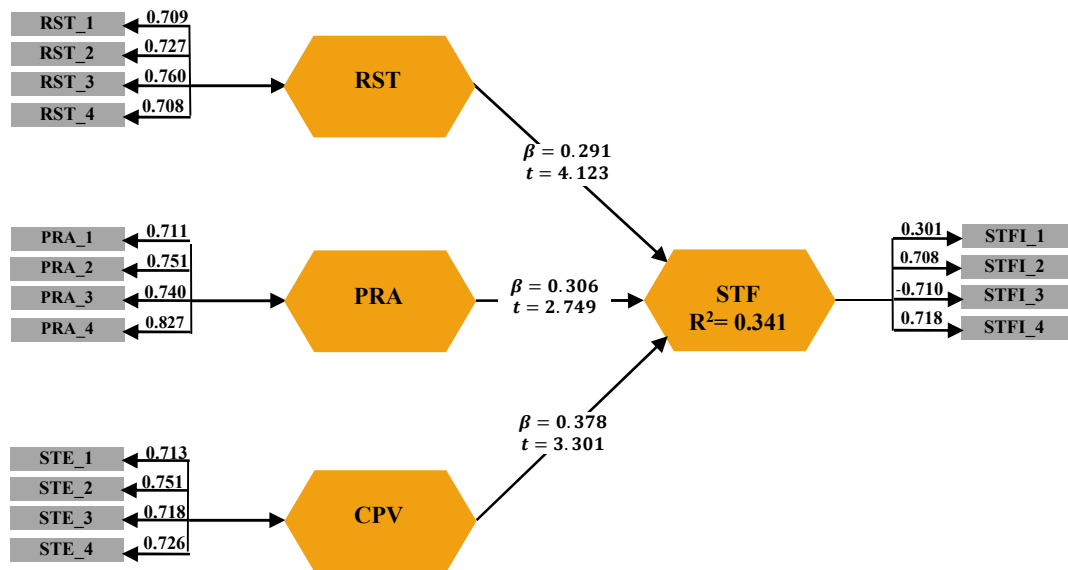 RST_1
0.709
RST_2
0.727
RST_3
0.760
RST_4
0.708
RST
β = 0.291
t = 4.123
PRA_1
0.711
PRA_2
0.751
PRA_3
0.740
PRA_4
0.827
PRA
β = 0.306
t = 2.749
STF
R²= 0.341
0.301
STFI_1
0.708
STFI_2
-0.710
STFI_3
0.718
STFI_4
β = 0.378
t = 3.301
STE_1
0.713
STE_2
0.751
STE_3
0.718
STE_4
0.726
CPV